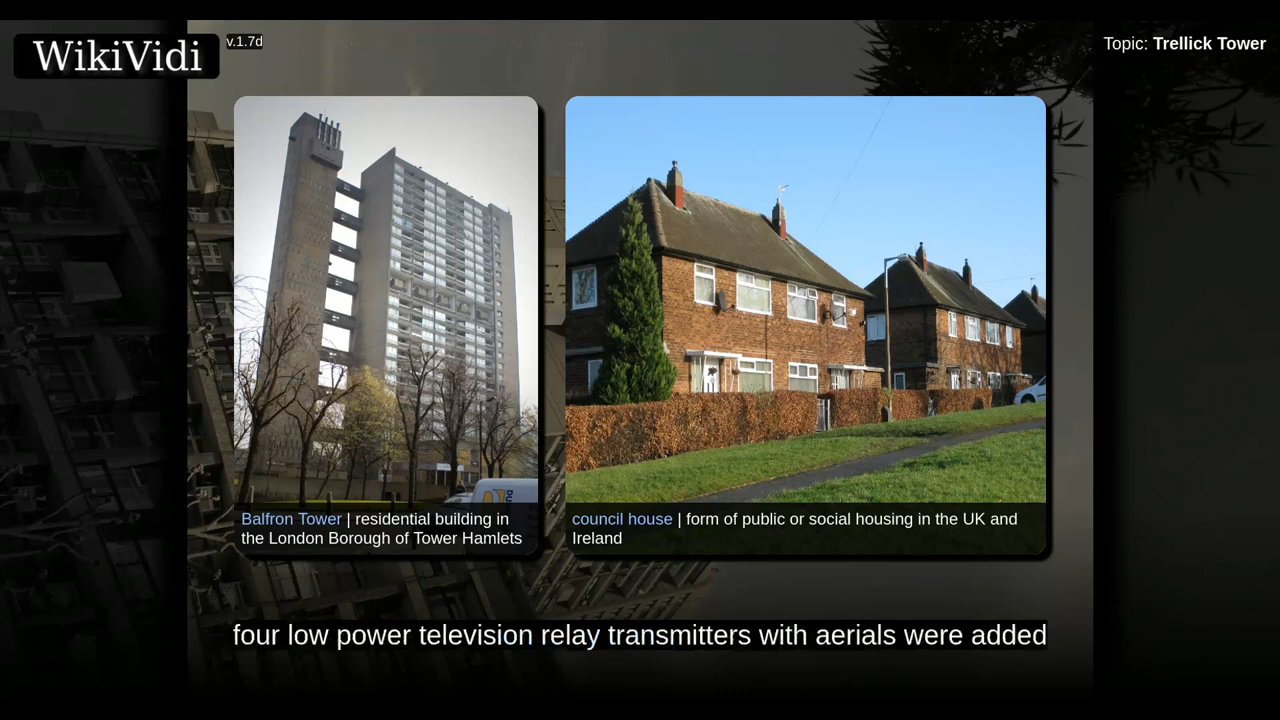 WikiVidi
v.1.7d
Topic: Trellick Tower
Balfron Tower | residential building in
the London Borough of Tower Hamlets
council house | form of public or social housing in the UK and
Ireland
four low power television relay transmitters with aerials were added